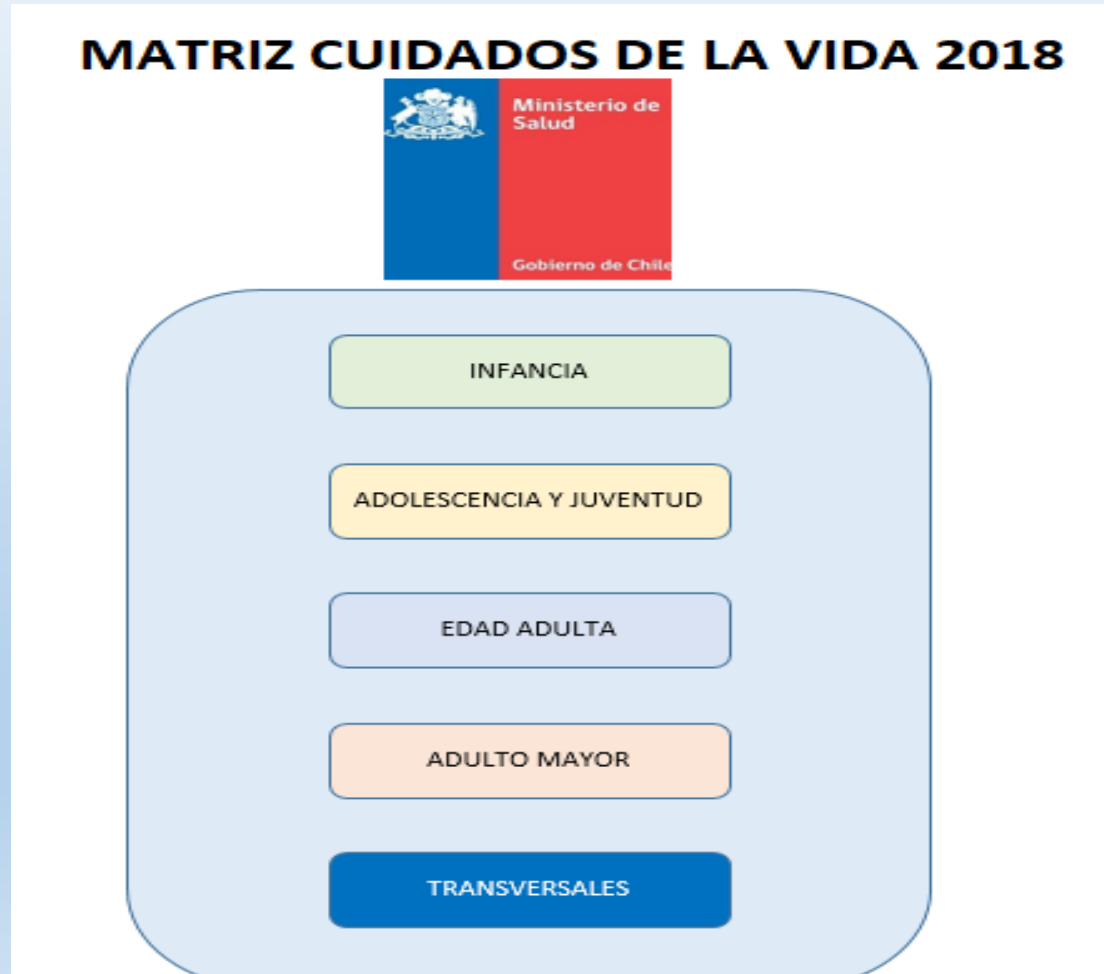 MATRIZ CUIDADOS DE LA VIDA 2018
Ministerio de
Salud
Gobierno de Chile
INFANCIA
ADOLESCENCIA Y JUVENTUD
EDAD ADULTA
ADULTO MAYOR
TRANSVERSALES